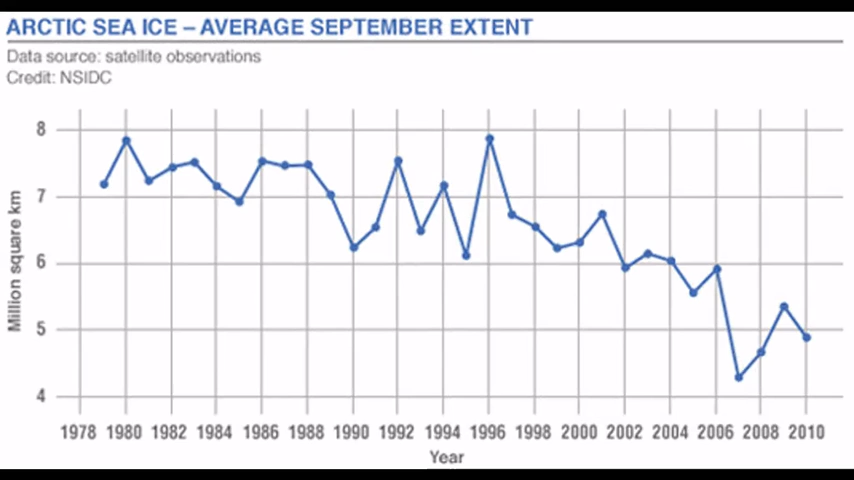 ARCTIC SEA ICE – AVERAGE SEPTEMBER EXTENT
Data source: satellite observations
Credit: NSIDC
8
7
6
5
4
Million square km
1978 1980 1982 1984 1986 1988 1990 1992 1994 1996 1998 2000 2002 2004 2006 2008 2010
Year